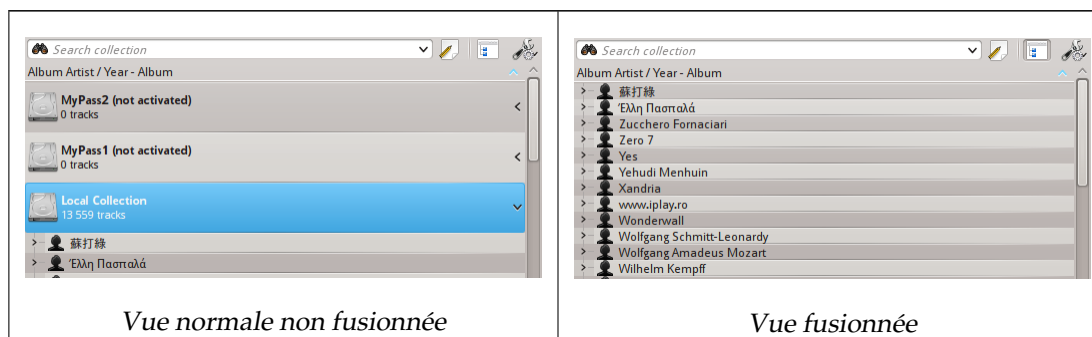 Search collection
Album Artist / Year - Album
MyPass2 (not activated)
0 tracks
MyPass1 (not activated)
0 tracks
Local Collection
13 559 tracks
蘇打綠
Έλλη Πασπαλά
Vue normale non fusionnée
Search collection
Album Artist / Year - Album
蘇打綠
Έλλη Πασπαλά
Zucchero Fornaciari
Zero 7
Yes
Yehudi Menhuin
Xandria
www.iplay.ro
Wonderwall
Wolfgang Schmitt-Leonardy
Wolfgang Amadeus Mozart
Wilhelm Kempff
Vue fusionnée